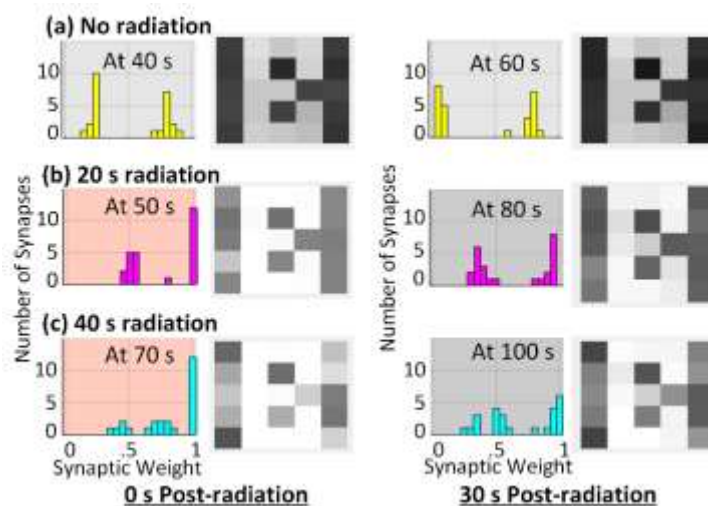 (a) No radiation
At 40 s
At 60 s
10
5
0
10
5
0
(b) 20 s radiation
At 50 s
At 80 s
10
5
0
10
5
0
(c) 40 s radiation
At 70 s
At 100 s
10
5
0
10
5
0
Number of Synapses
Number of Synapses
0 .5 1
0 .5 1
Synaptic Weight
Synaptic Weight
0 s Post-radiation
30 s Post-radiation